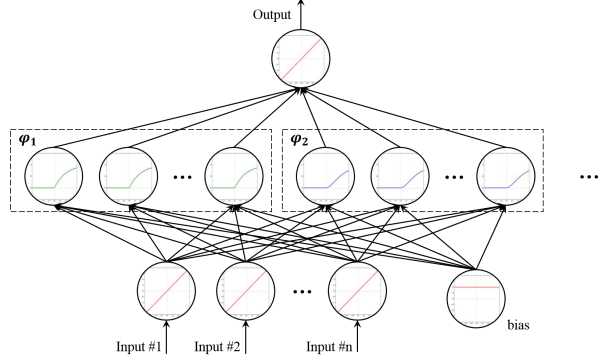 Output
φ₁ φ₂
... ... ...
...
bias
Input #1 Input #2 Input #n